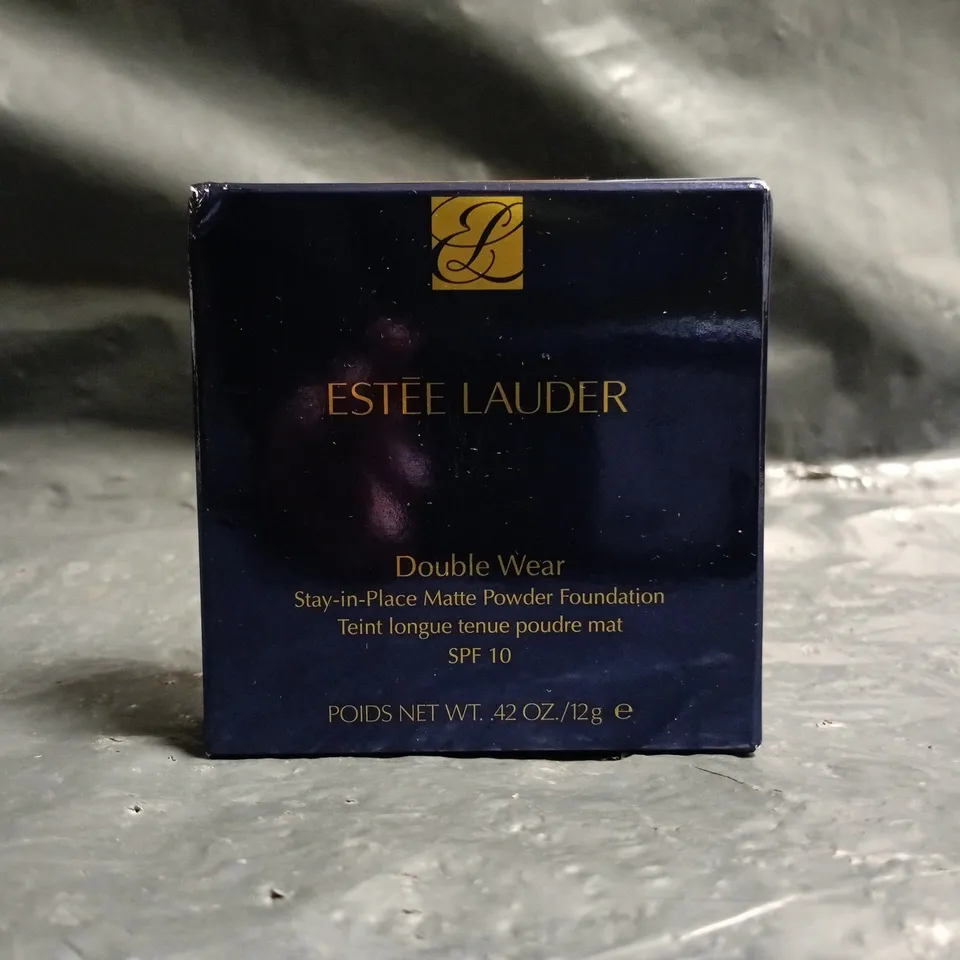 EL
ESTĒE LAUDER
Double Wear
Stay-in-Place Matte Powder Foundation
Teint longue tenue poudre mat
SPF 10
POIDS NET WT. .42 OZ./12g ℮